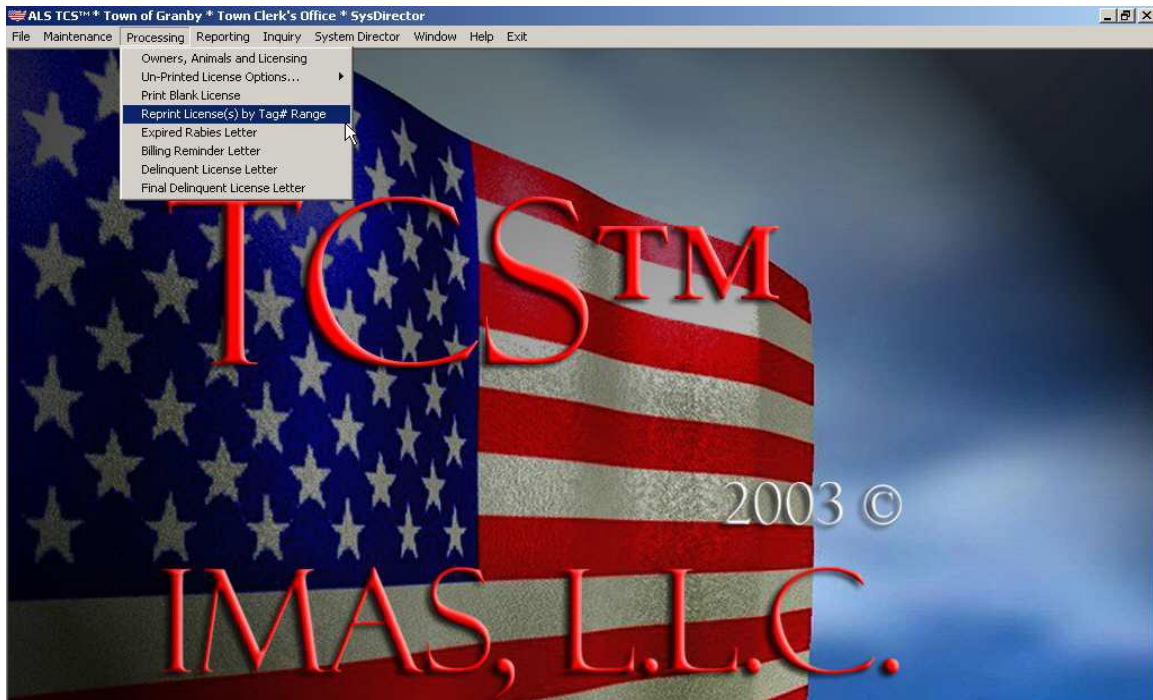 ALS TCS™ * Town of Granby * Town Clerk's Office * SysDirector
File Maintenance Processing Reporting Inquiry System Director Window Help Exit
Owners, Animals and Licensing
Un-Printed License Options...
Print Blank License
Reprint License(s) by Tag# Range
Expired Rabies Letter
Billing Reminder Letter
Delinquent License Letter
Final Delinquent License Letter
TCS™
2003 ©
IMAS, L.L.C.